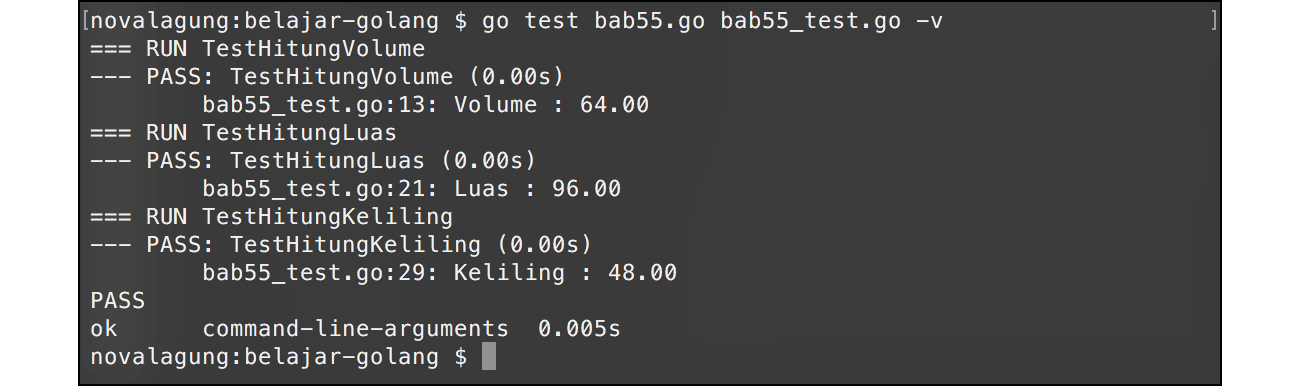 [novalagung:belajar-golang $ go test bab55.go bab55_test.go -v ]
=== RUN TestHitungVolume
--- PASS: TestHitungVolume (0.00s)
        bab55_test.go:13: Volume : 64.00
=== RUN TestHitungLuas
--- PASS: TestHitungLuas (0.00s)
        bab55_test.go:21: Luas : 96.00
=== RUN TestHitungKeliling
--- PASS: TestHitungKeliling (0.00s)
        bab55_test.go:29: Keliling : 48.00
PASS
ok      command-line-arguments  0.005s
novalagung:belajar-golang $